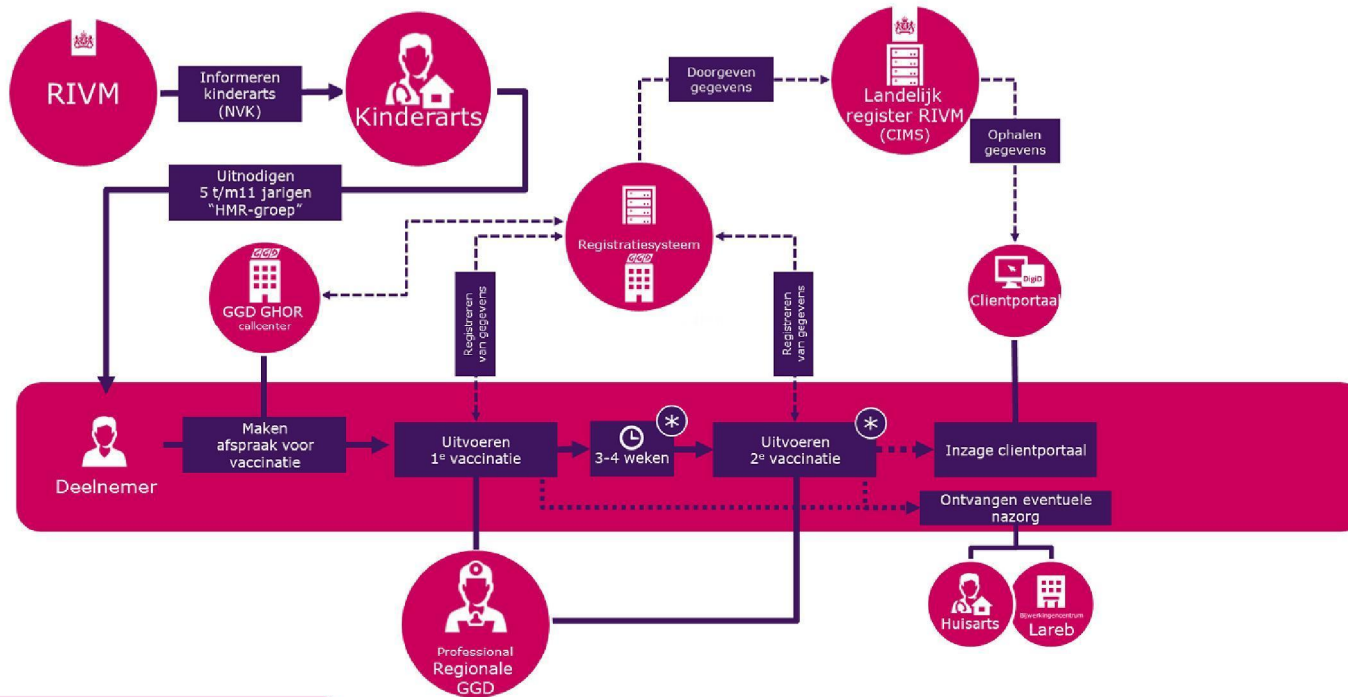 RIVM
Informeren
kinderarts
(NVK)
Kinderarts
Doorgeven
gegevens
Landelijk
register RIVM
(CIMS)
Ophalen
gegevens
Uitnodigen
5 t/m11 jarigen
“HMR-groep”
Registratiesysteem
GGD
GGD
GGD GHOR
callcenter
Registreren
van gegevens
Registreren
van gegevens
DigiD
Clientportaal
Deelnemer
Maken
afspraak voor
vaccinatie
Uitvoeren
1e vaccinatie
3-4 weken
*
Uitvoeren
2e vaccinatie
*
Inzage clientportaal
Ontvangen eventuele
nazorg
Professional
Regionale
GGD
Huisarts
Bijwerkingencentrum
Lareb